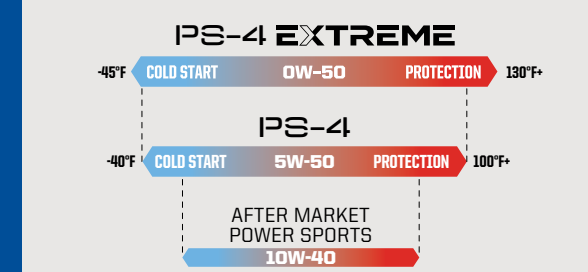 PS-4 EXTREME
-45°F COLD START 0W-50 PROTECTION 130°F+
PS-4
-40°F COLD START 5W-50 PROTECTION 100°F+
AFTER MARKET
POWER SPORTS
10W-40